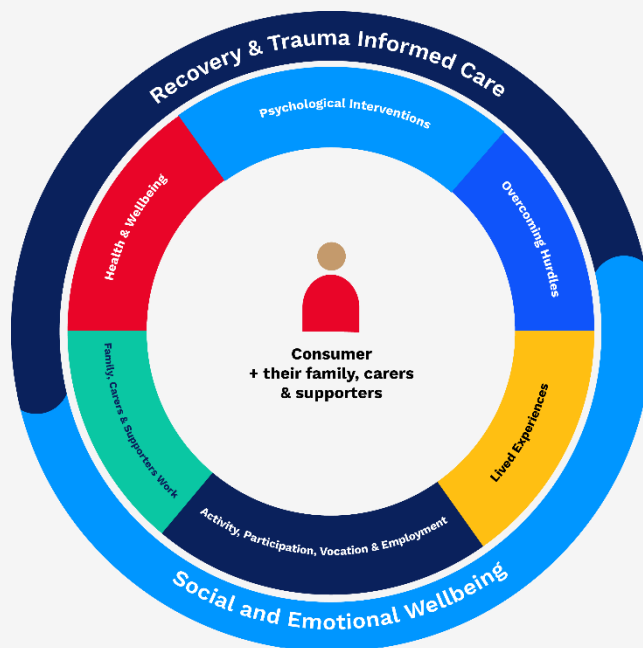 Recovery & Trauma Informed Care
Psychological Interventions
Overcoming Hurdles
Health & Wellbeing
Consumer
+ their family, carers
& supporters
Lived Experiences
Family, Carers & Supporters Work
Activity, Participation, Vocation & Employment
Social and Emotional Wellbeing